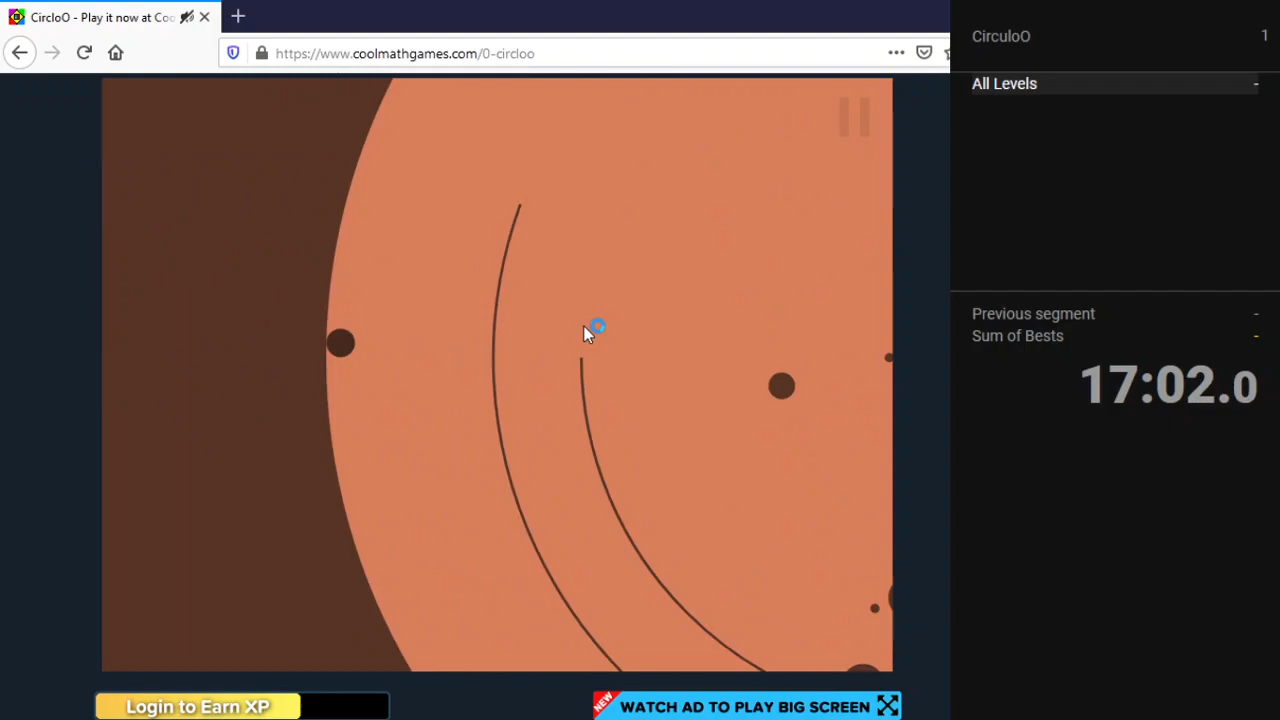 CircloO - Play it now at Coo
https://www.coolmathgames.com/0-circloo
CirculoO 1
All Levels -
Previous segment -
Sum of Bests -
17:02.0
Login to Earn XP
NEW WATCH AD TO PLAY BIG SCREEN